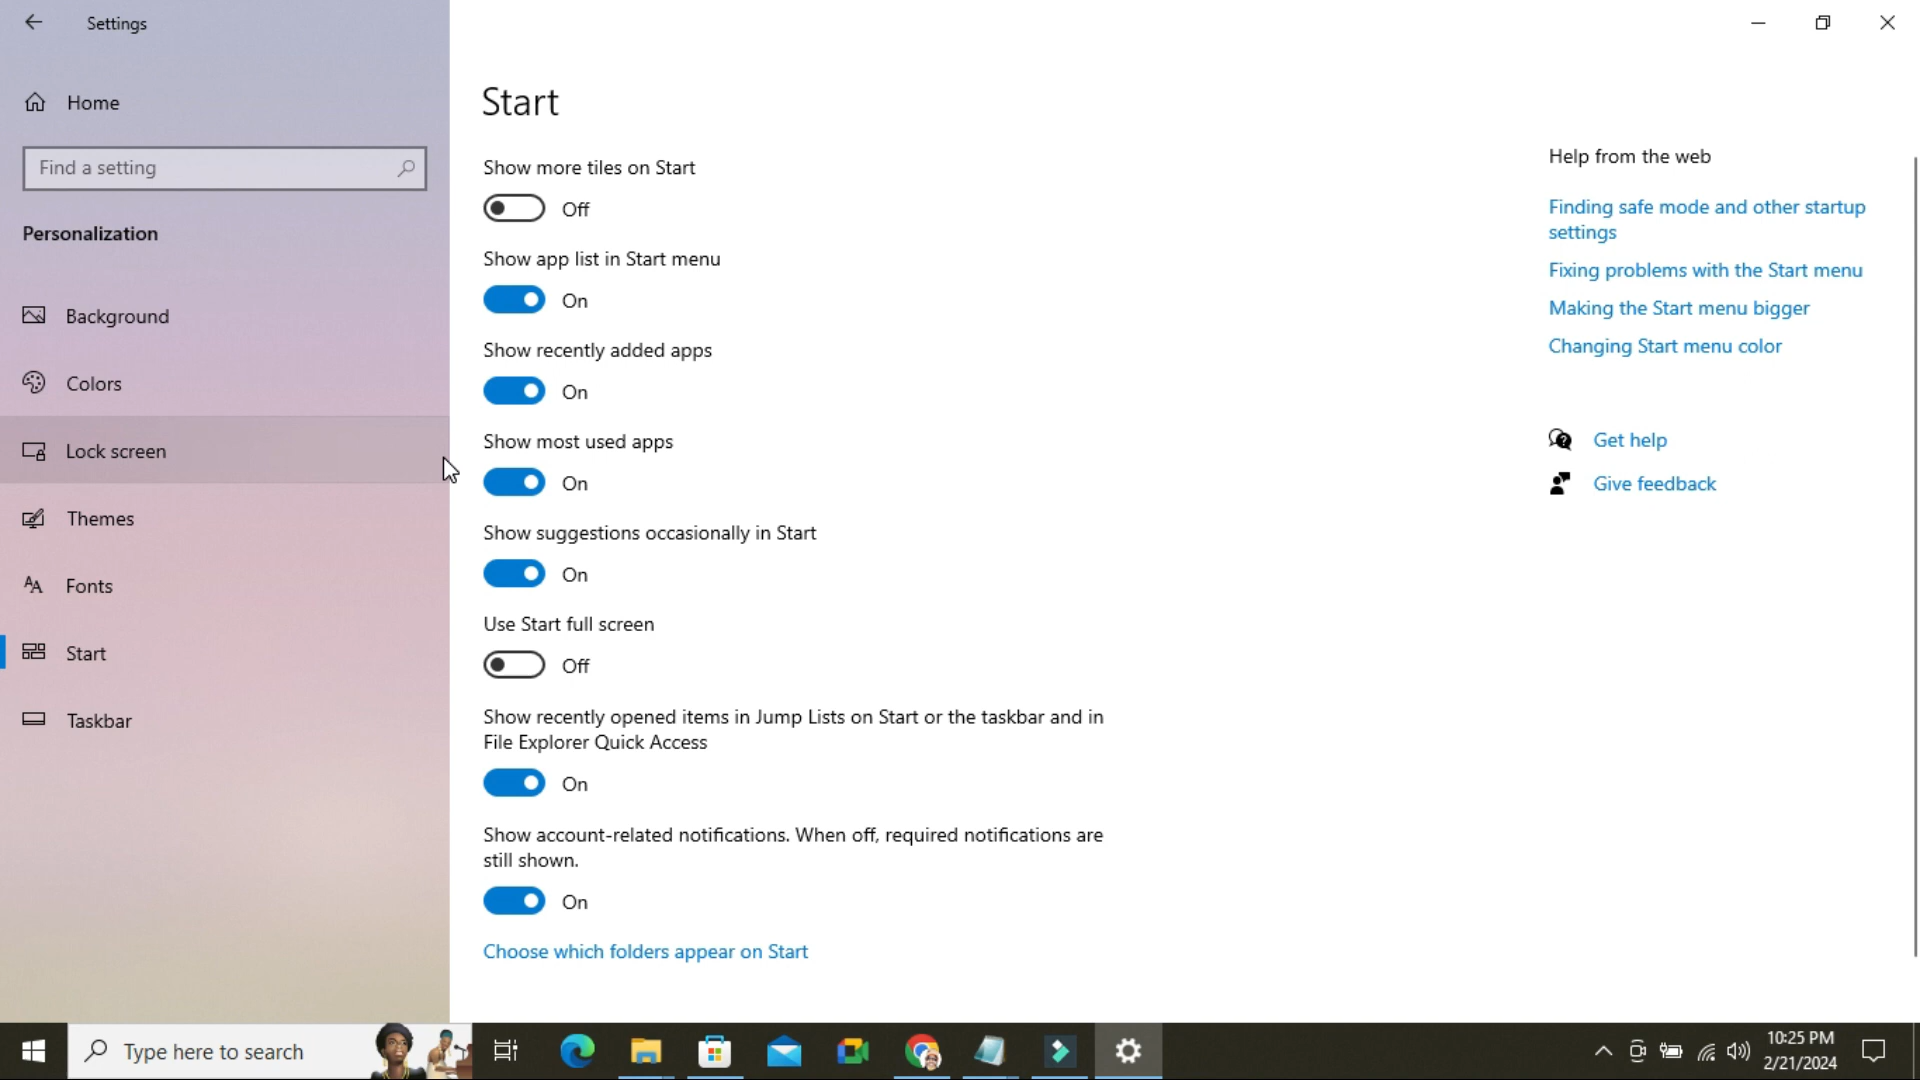 Settings
Home
Find a setting
Personalization
Background
Colors
Lock screen
Themes
Fonts
Start
Taskbar
Start
Show more tiles on Start
Off
Show app list in Start menu
On
Show recently added apps
On
Show most used apps
On
Show suggestions occasionally in Start
On
Use Start full screen
Off
Show recently opened items in Jump Lists on Start or the taskbar and in
File Explorer Quick Access
On
Show account-related notifications. When off, required notifications are
still shown.
On
Choose which folders appear on Start
Help from the web
Finding safe mode and other startup
settings
Fixing problems with the Start menu
Making the Start menu bigger
Changing Start menu color
Get help
Give feedback
Type here to search
10:25 PM
2/21/2024